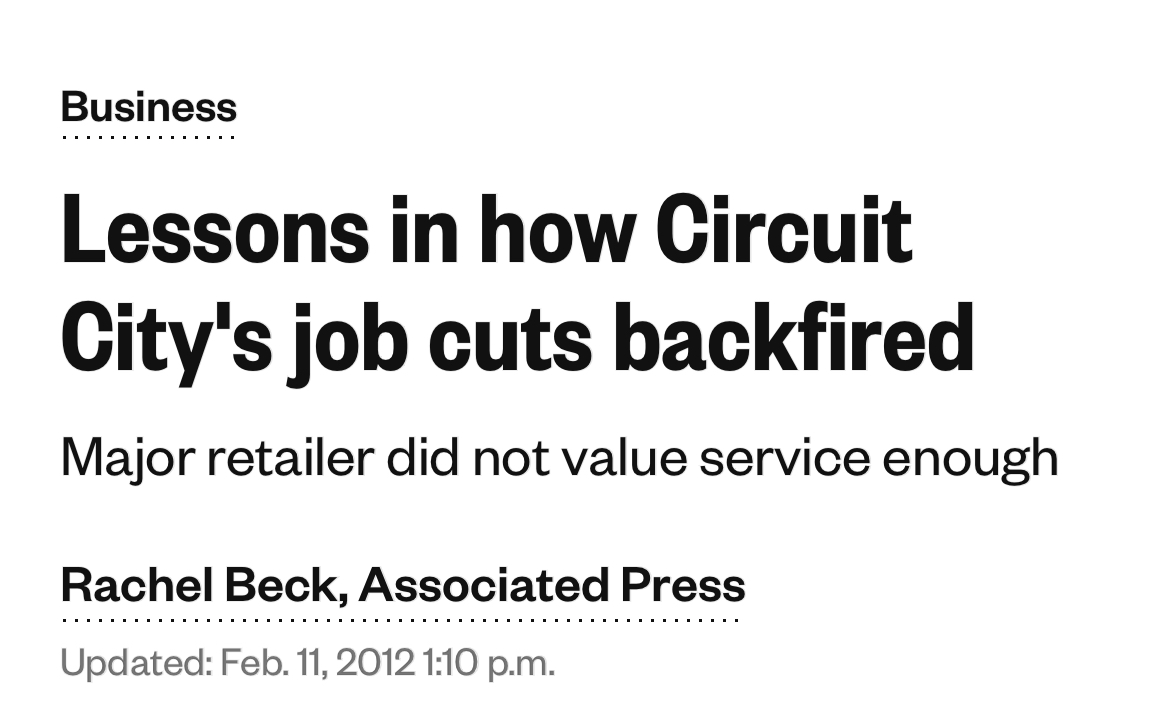 Business
Lessons in how Circuit
City's job cuts backfired
Major retailer did not value service enough
Rachel Beck, Associated Press
Updated: Feb. 11, 2012 1:10 p.m.